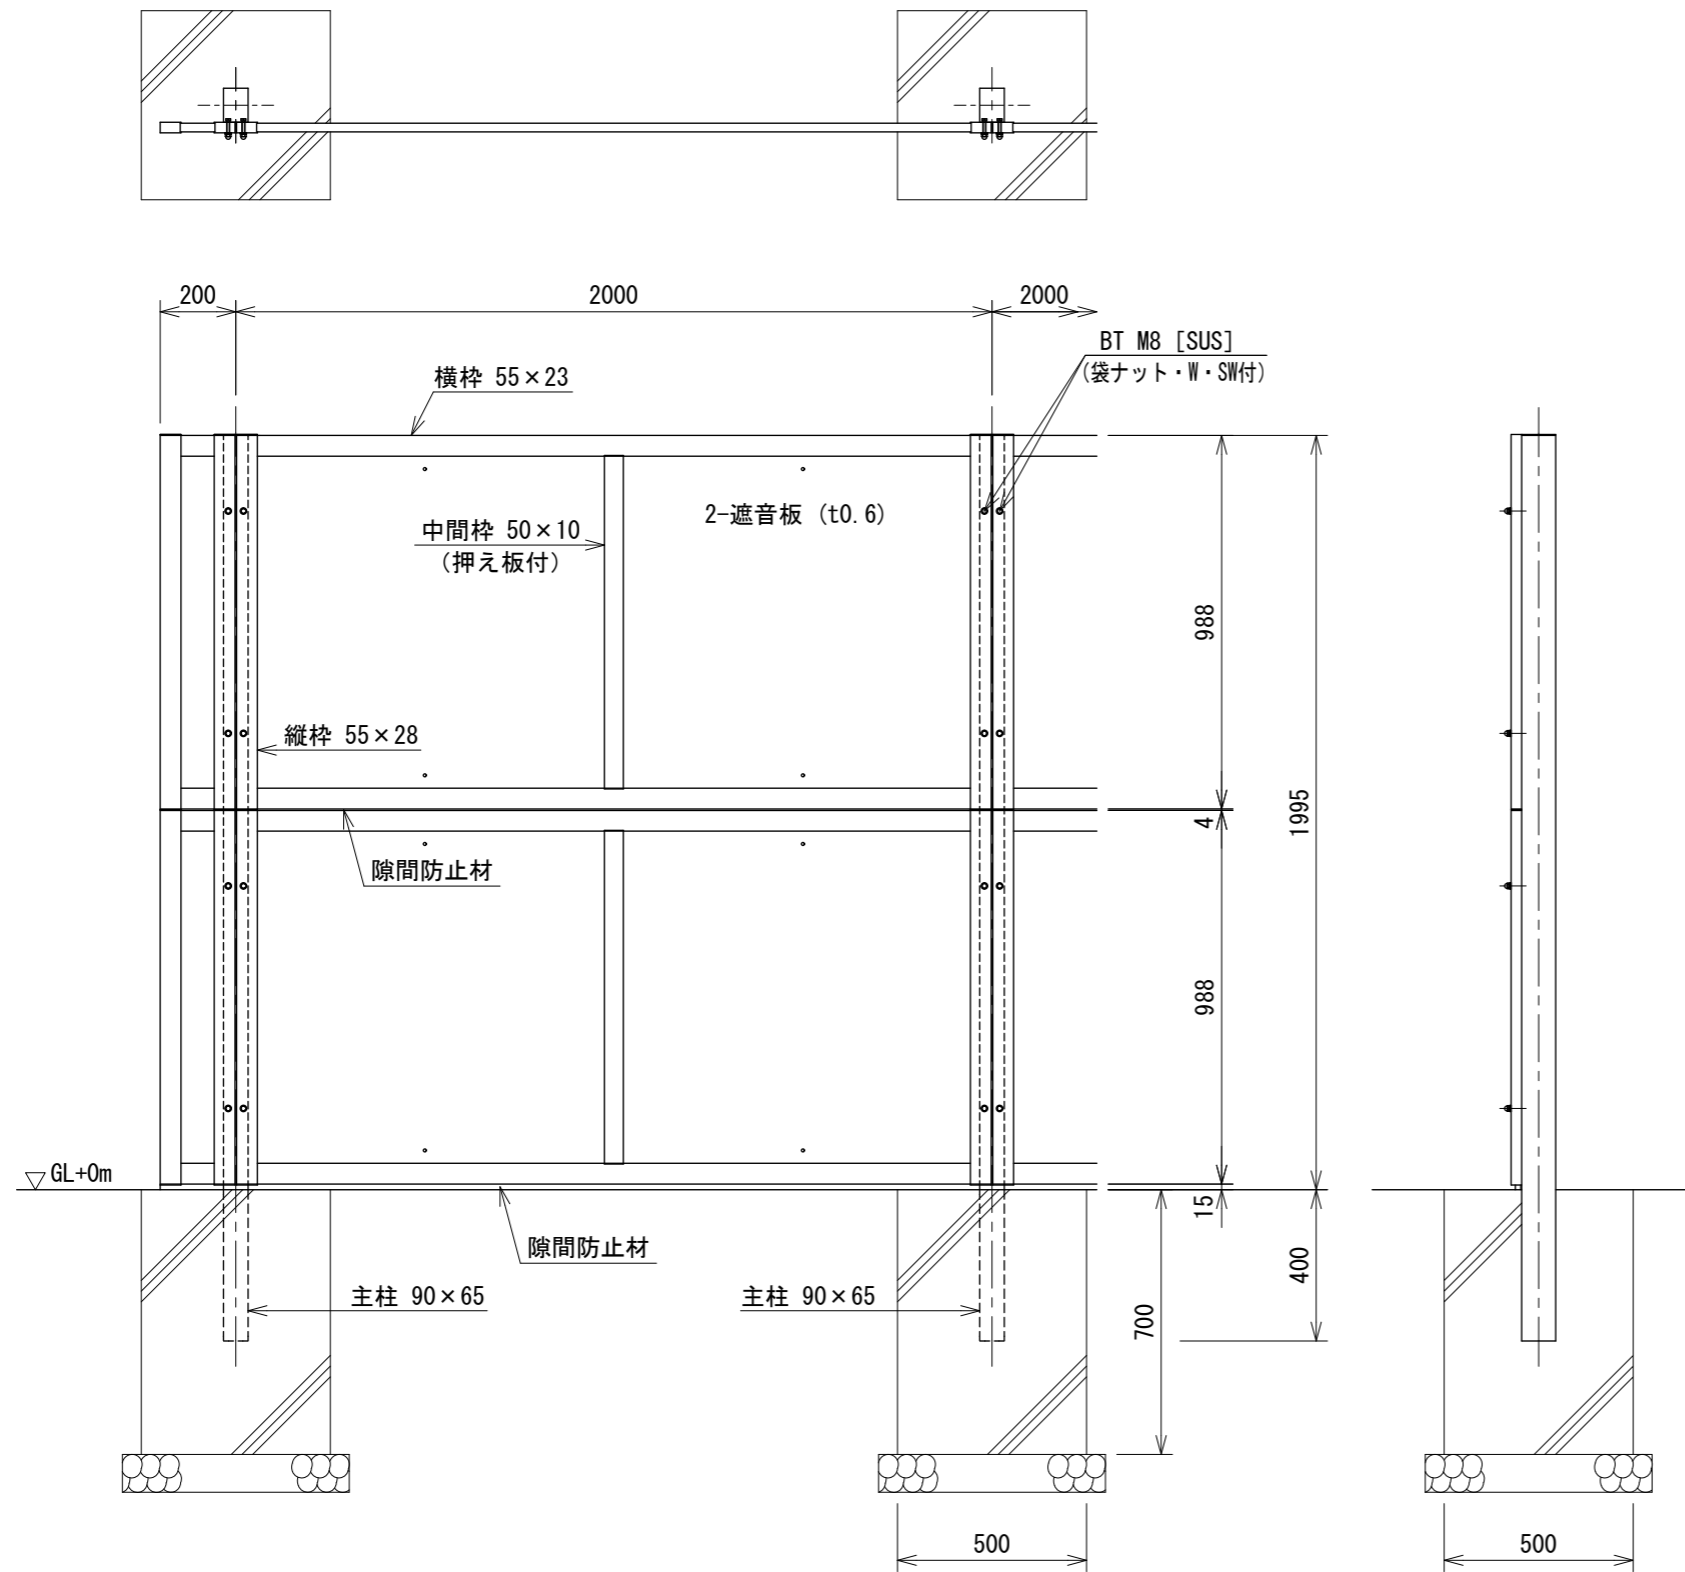 200
2000
2000
BT M8 [SUS]
(袋ナット・W・SW付)
横枠 55×23
2-遮音板 (t0.6)
中間枠 50×10
(押え板付)
988
縦枠 55×28
1995
4
隙間防止材
988
GL+0m
15
隙間防止材
400
主柱 90×65
主柱 90×65
700
500
500